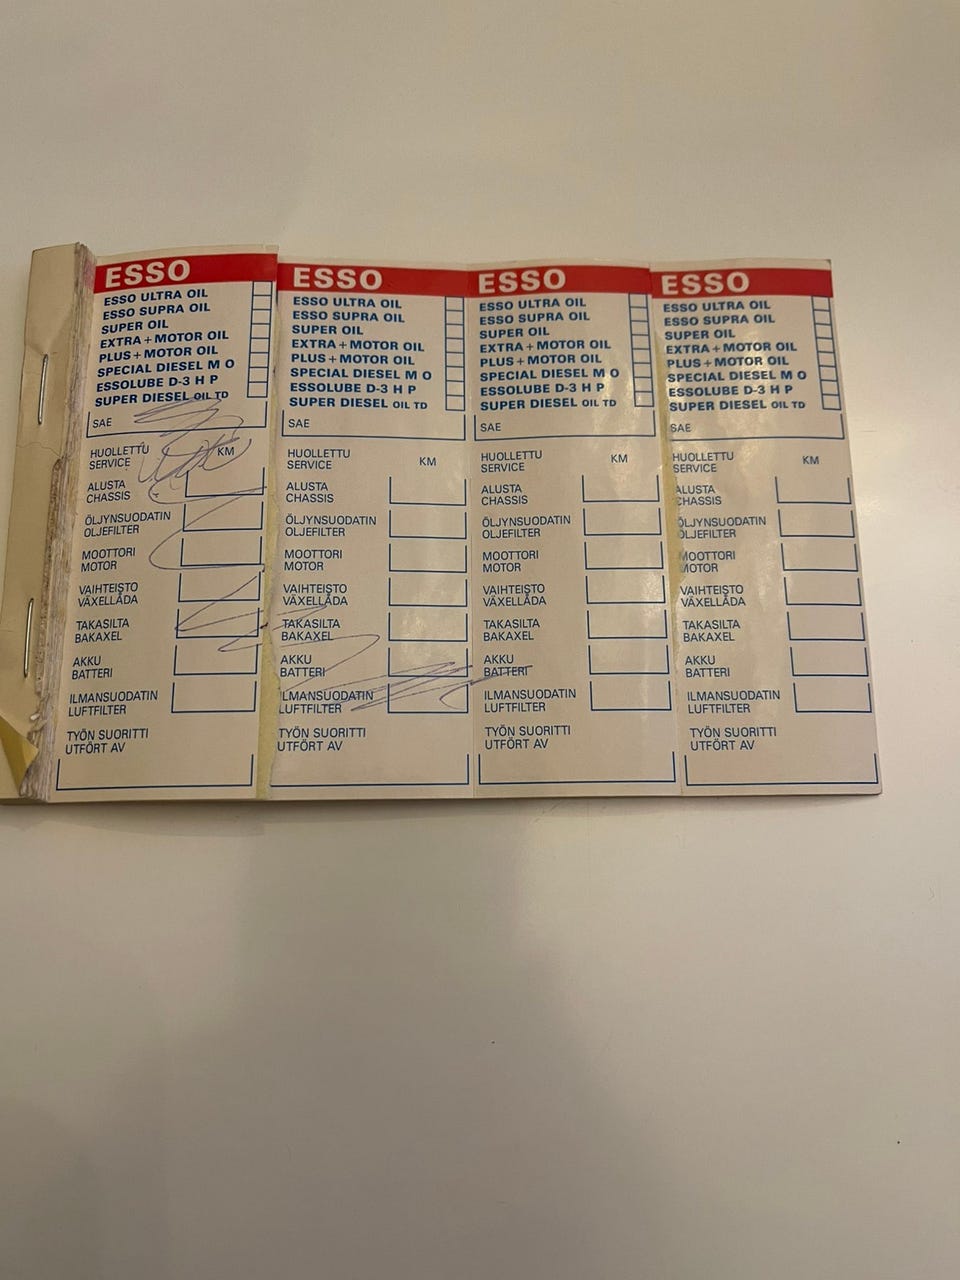 ESSO
ESSO ULTRA OIL
ESSO SUPRA OIL
SUPER OIL
EXTRA + MOTOR OIL
PLUS + MOTOR OIL
SPECIAL DIESEL M O
ESSOLUBE D-3 H P
SUPER DIESEL OIL TD
SAE
HUOLLETTU
SERVICE KM
ALUSTA
CHASSIS
ÖLJYNSUODATIN
OLJEFILTER
MOOTTORI
MOTOR
VAIHTEISTO
VÄXELLÅDA
TAKASILTA
BAKAXEL
AKKU
BATTERI
ILMANSUODATIN
LUFTFILTER
TYÖN SUORITTI
UTFÖRT AV
ESSO
ESSO ULTRA OIL
ESSO SUPRA OIL
SUPER OIL
EXTRA + MOTOR OIL
PLUS + MOTOR OIL
SPECIAL DIESEL M O
ESSOLUBE D-3 H P
SUPER DIESEL OIL TD
SAE
HUOLLETTU
SERVICE KM
ALUSTA
CHASSIS
ÖLJYNSUODATIN
OLJEFILTER
MOOTTORI
MOTOR
VAIHTEISTO
VÄXELLÅDA
TAKASILTA
BAKAXEL
AKKU
BATTERI
ILMANSUODATIN
LUFTFILTER
TYÖN SUORITTI
UTFÖRT AV
ESSO
ESSO ULTRA OIL
ESSO SUPRA OIL
SUPER OIL
EXTRA + MOTOR OIL
PLUS + MOTOR OIL
SPECIAL DIESEL M O
ESSOLUBE D-3 H P
SUPER DIESEL OIL TD
SAE
HUOLLETTU
SERVICE KM
ALUSTA
CHASSIS
ÖLJYNSUODATIN
OLJEFILTER
MOOTTORI
MOTOR
VAIHTEISTO
VÄXELLÅDA
TAKASILTA
BAKAXEL
AKKU
BATTERI
ILMANSUODATIN
LUFTFILTER
TYÖN SUORITTI
UTFÖRT AV
ESSO
ESSO ULTRA OIL
ESSO SUPRA OIL
SUPER OIL
EXTRA + MOTOR OIL
PLUS + MOTOR OIL
SPECIAL DIESEL M O
ESSOLUBE D-3 H P
SUPER DIESEL OIL TD
SAE
HUOLLETTU
SERVICE KM
ALUSTA
CHASSIS
ÖLJYNSUODATIN
OLJEFILTER
MOOTTORI
MOTOR
VAIHTEISTO
VÄXELLÅDA
TAKASILTA
BAKAXEL
AKKU
BATTERI
ILMANSUODATIN
LUFTFILTER
TYÖN SUORITTI
UTFÖRT AV